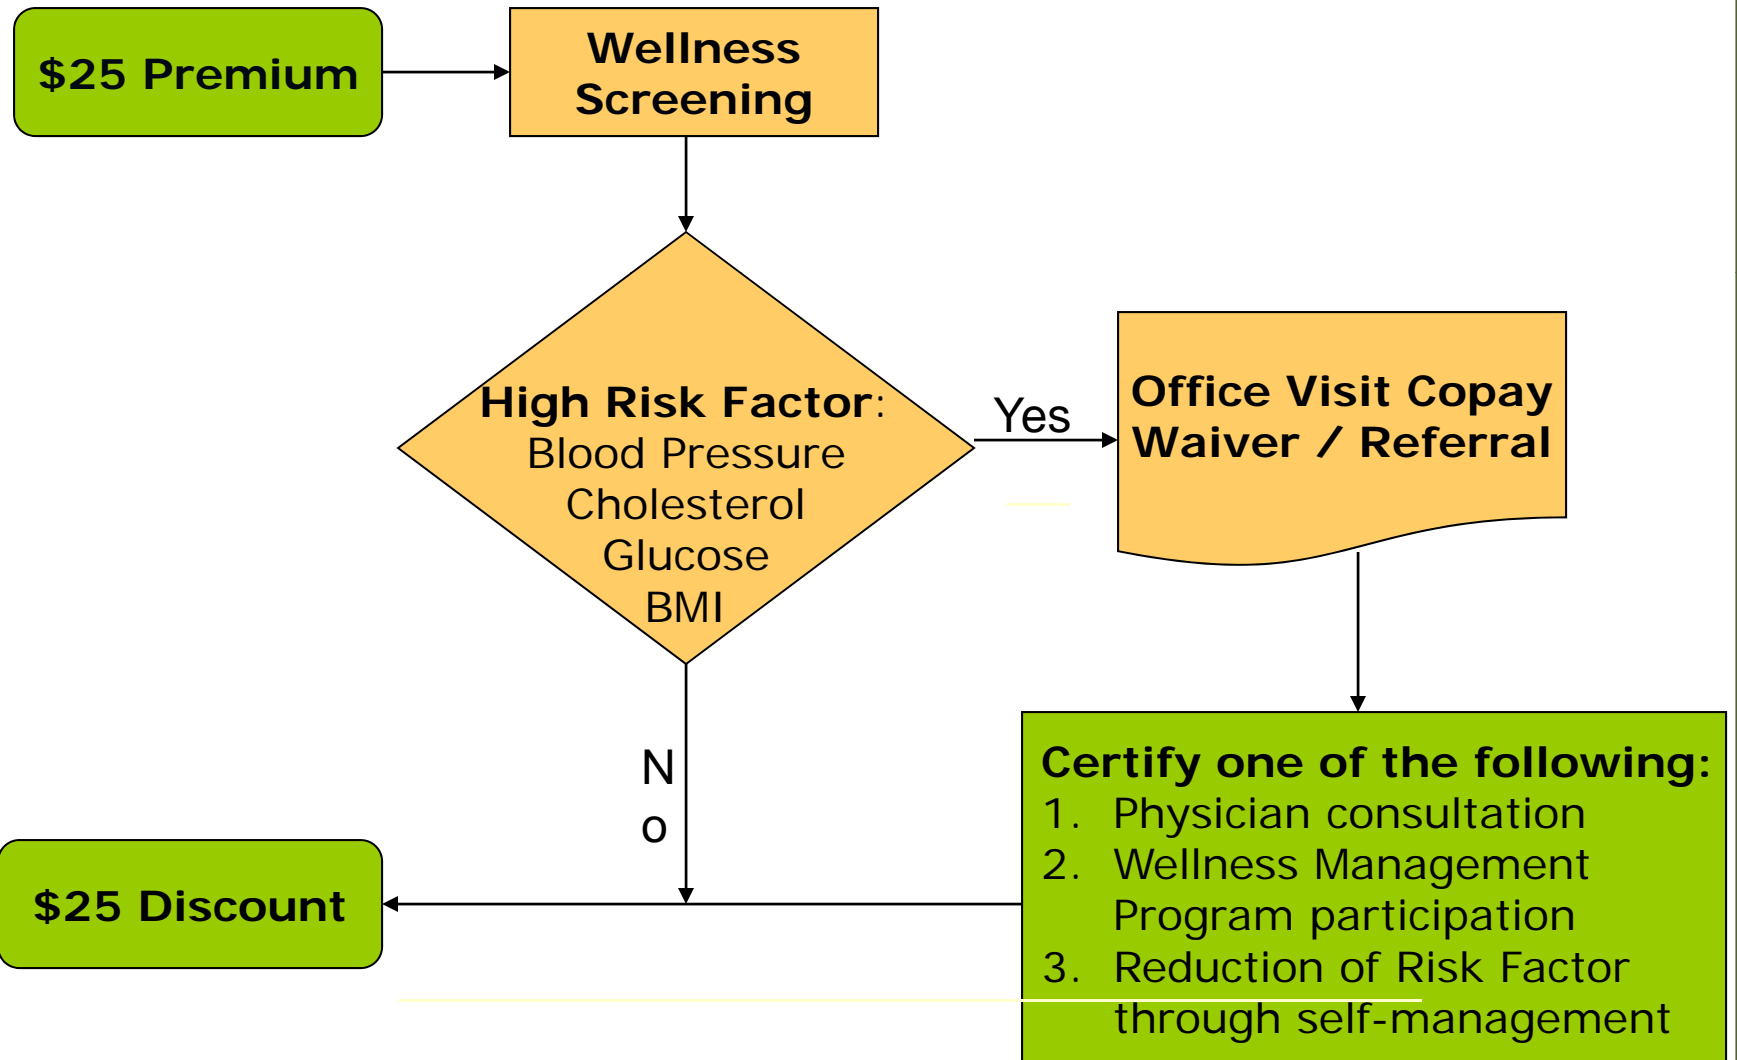 $25 Premium
Wellness
Screening
High Risk Factor:
Blood Pressure
Cholesterol
Glucose
BMI
Yes
Office Visit Copay
Waiver / Referral
N
o
Certify one of the following:
1. Physician consultation
2. Wellness Management
Program participation
3. Reduction of Risk Factor
through self-management
$25 Discount